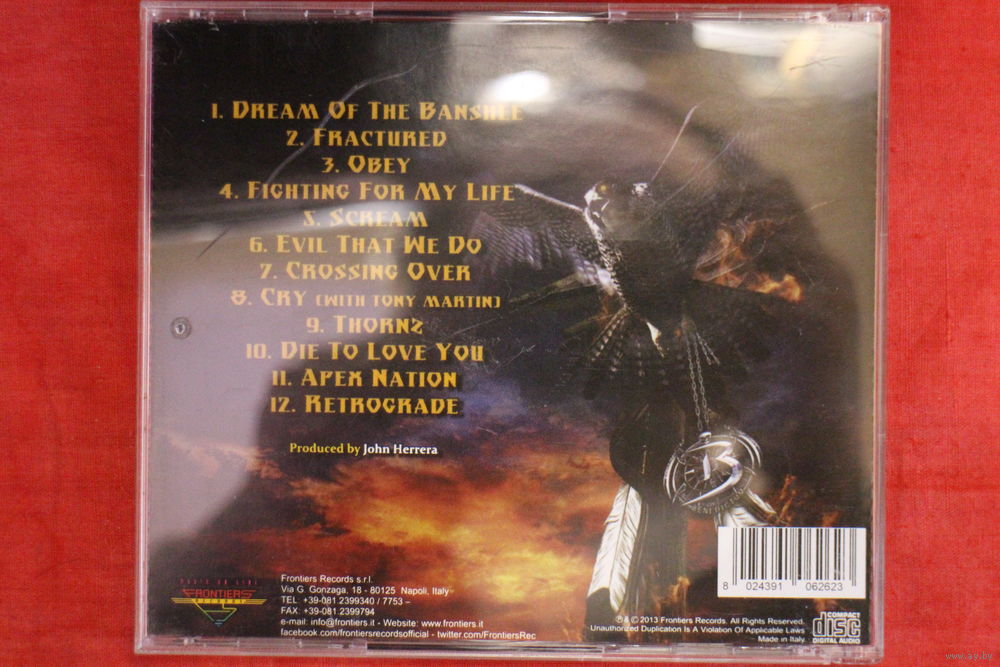 1. Dream Of The Banshee
2. Fractured
3. Obey
4. Fighting For My Life
5. Scream
6. Evil That We Do
7. Crossing Over
8. Cry (with Tony Martin)
9. Thornz
10. Die To Love You
11. Apex Nation
12. Retrograde
Produced by John Herrera
FRONTIERS
RECORDS
Frontiers Records s.r.l.
Via G. Gonzaga, 18 - 80125 Napoli, Italy
TEL. +39-081.2399340 / 7753 –
FAX. +39-081.2399794
e-mail: info@frontiers.it - Website: www.frontiers.it
facebook.com/frontiersrecordsofficial - twitter.com/FrontiersRec
8 024391 062623
℗ & © 2013 Frontiers Records. All Rights Reserved.
Unauthorized Duplication Is A Violation Of Applicable Laws
Made in Italy.
COMPACT
disc
DIGITAL AUDIO
www.ay.by